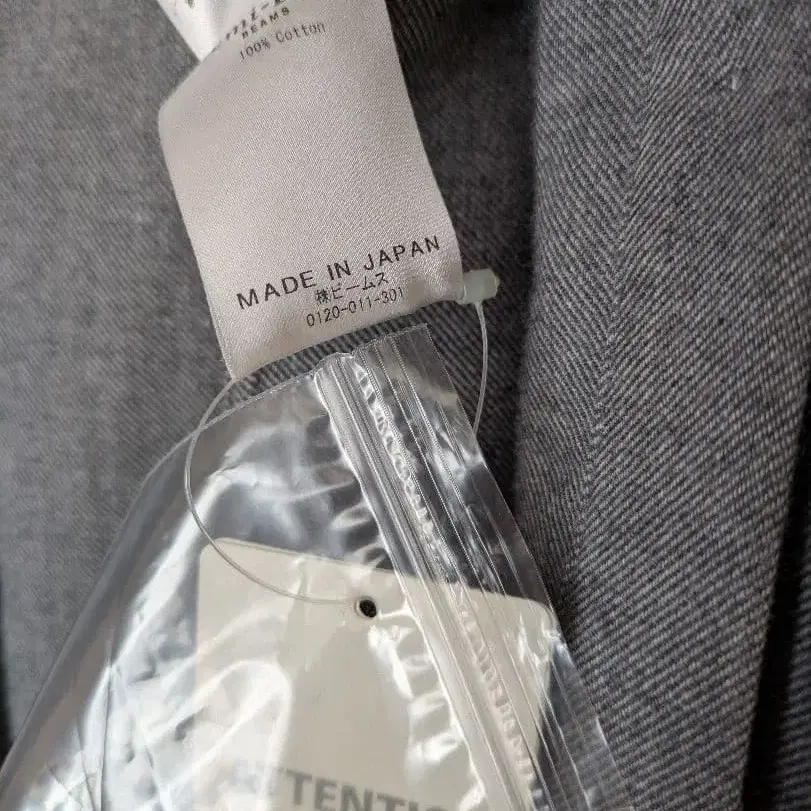 BEAMS
100% Cotton
MADE IN JAPAN
㈱ビームス
0120-011-301